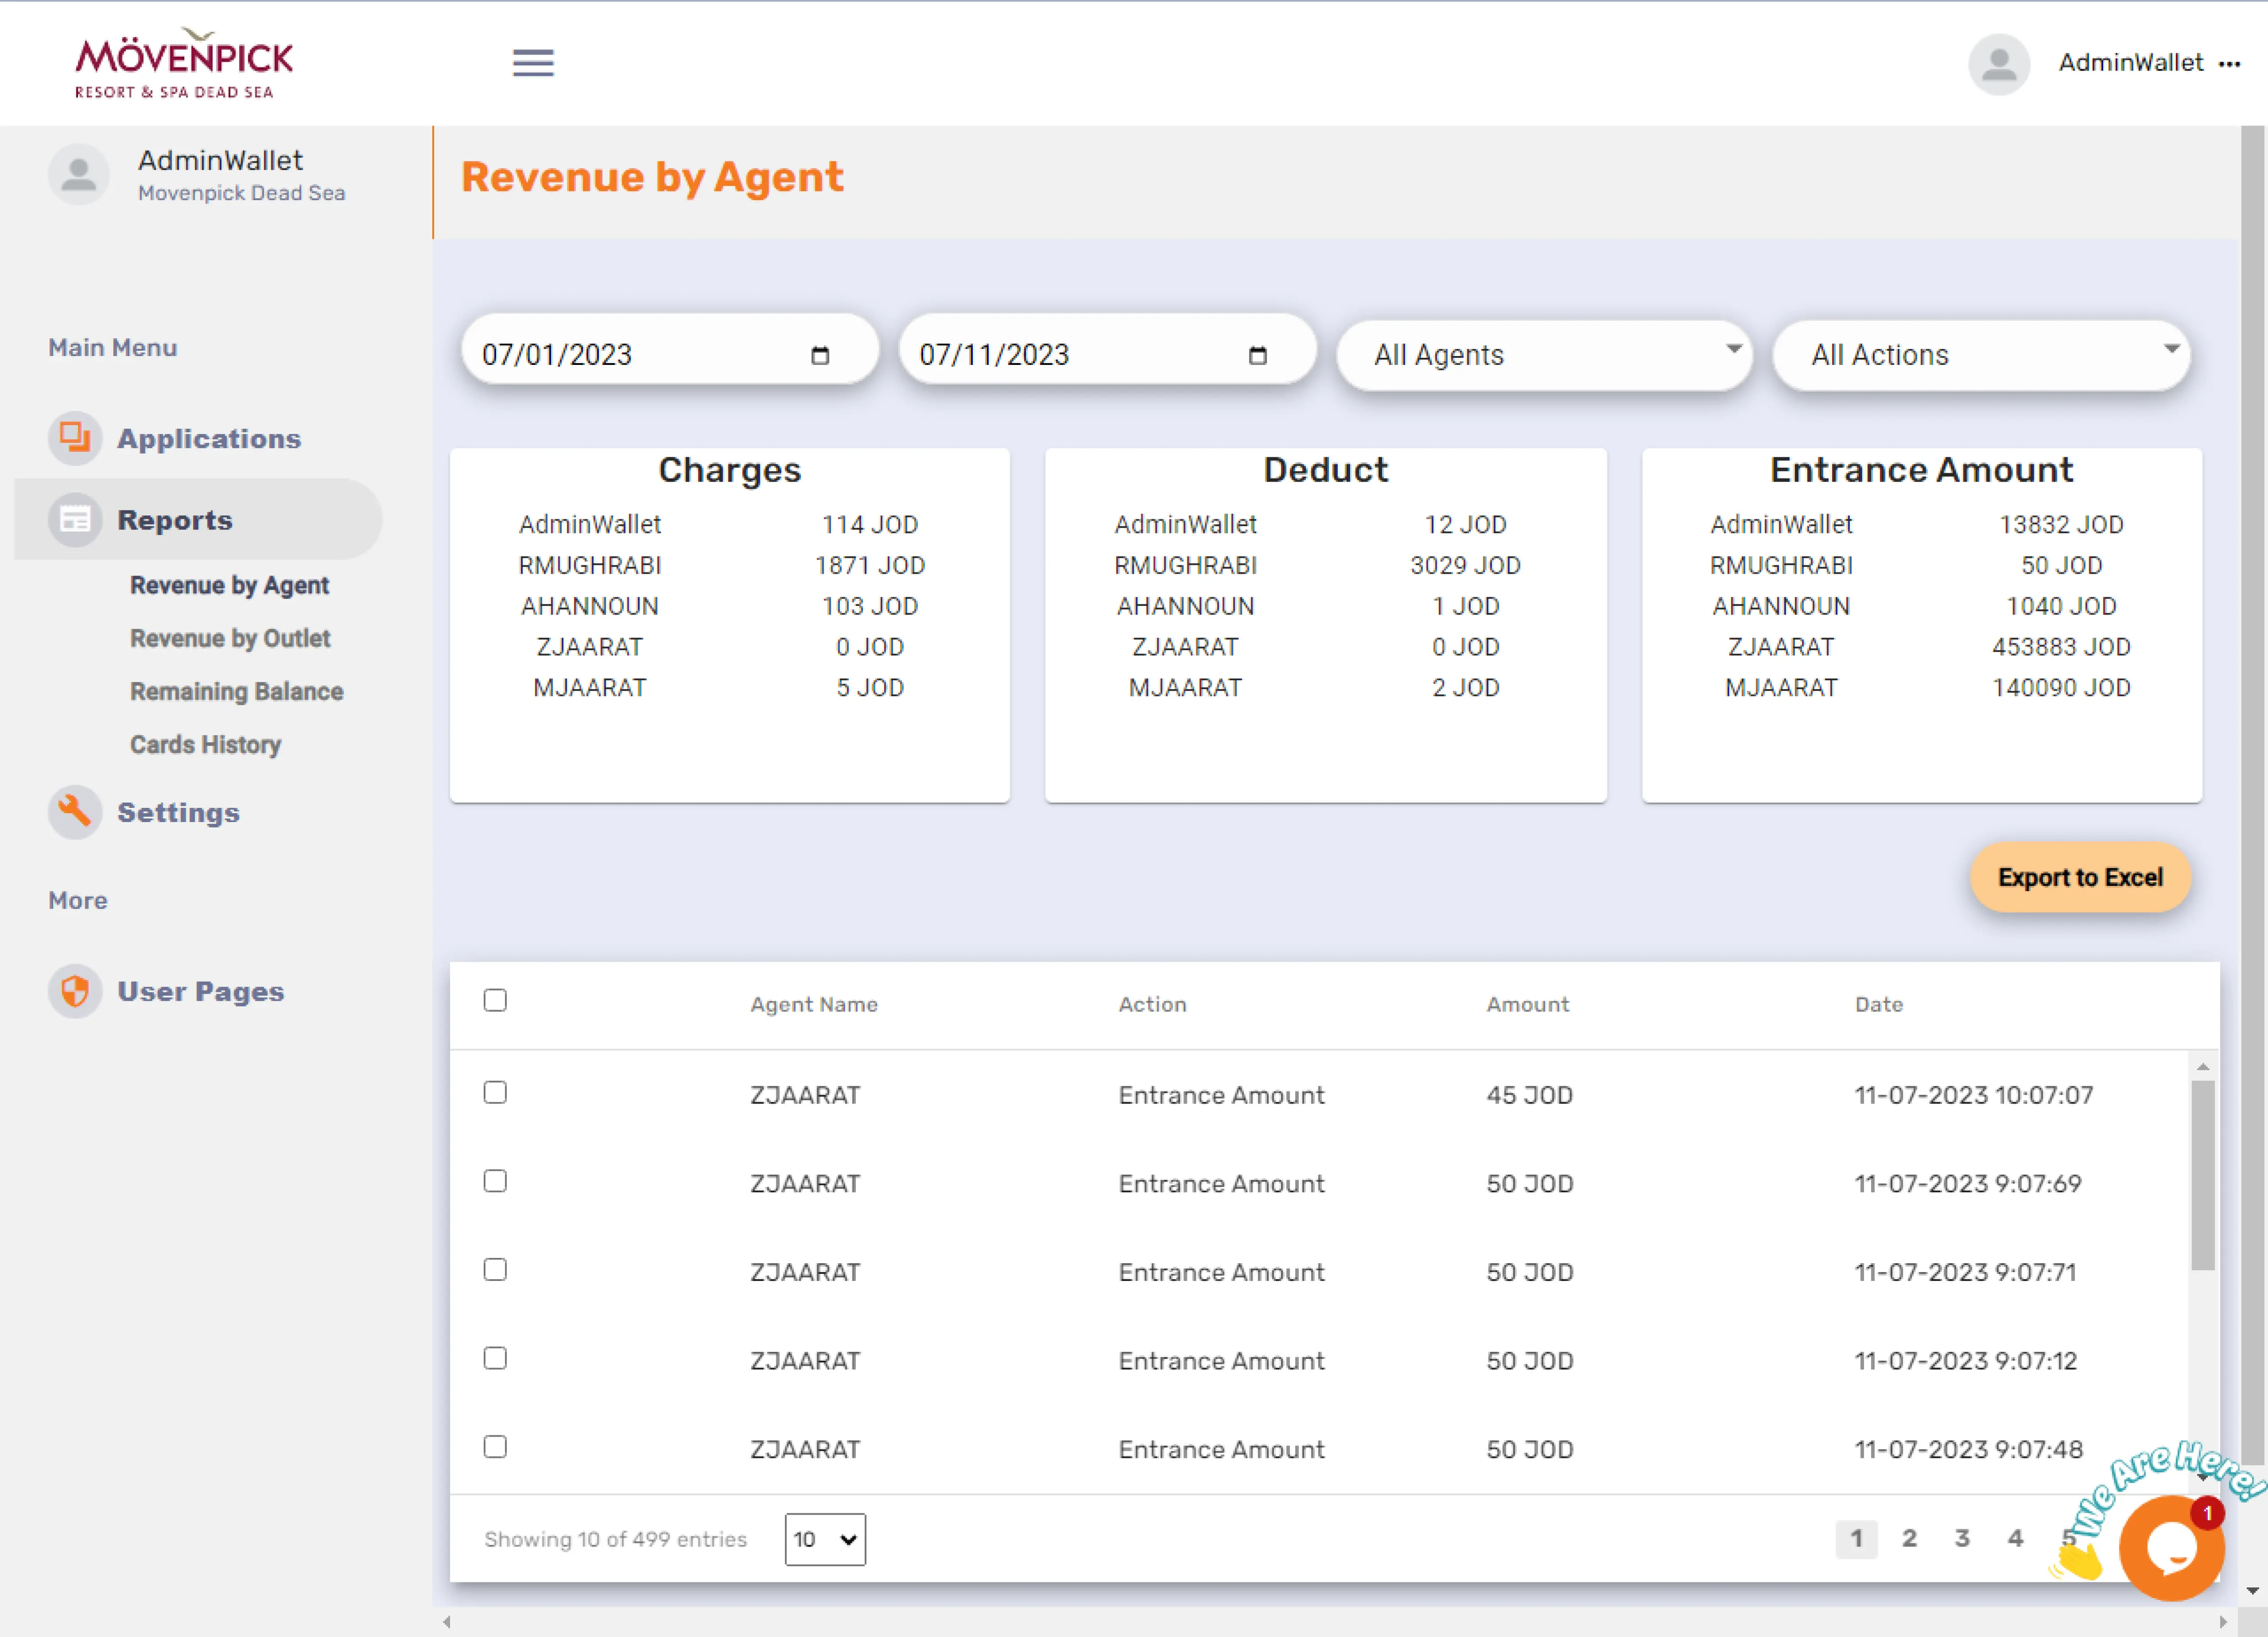 MÖVENPICK
RESORT & SPA DEAD SEA
AdminWallet
AdminWallet
Movenpick Dead Sea
Main Menu
Applications
Reports
Revenue by Agent
Revenue by Outlet
Remaining Balance
Cards History
Settings
More
User Pages
Revenue by Agent
07/01/2023 07/11/2023 All Agents All Actions
Charges
AdminWallet 114 JOD
RMUGHRABI 1871 JOD
AHANNOUN 103 JOD
ZJAARAT 0 JOD
MJAARAT 5 JOD
Deduct
AdminWallet 12 JOD
RMUGHRABI 3029 JOD
AHANNOUN 1 JOD
ZJAARAT 0 JOD
MJAARAT 2 JOD
Entrance Amount
AdminWallet 13832 JOD
RMUGHRABI 50 JOD
AHANNOUN 1040 JOD
ZJAARAT 453883 JOD
MJAARAT 140090 JOD
Export to Excel
Agent Name Action Amount Date
ZJAARAT Entrance Amount 45 JOD 11-07-2023 10:07:07
ZJAARAT Entrance Amount 50 JOD 11-07-2023 9:07:69
ZJAARAT Entrance Amount 50 JOD 11-07-2023 9:07:71
ZJAARAT Entrance Amount 50 JOD 11-07-2023 9:07:12
ZJAARAT Entrance Amount 50 JOD 11-07-2023 9:07:48
Showing 10 of 499 entries 10 1 2 3 4 5
We Are Here!
1